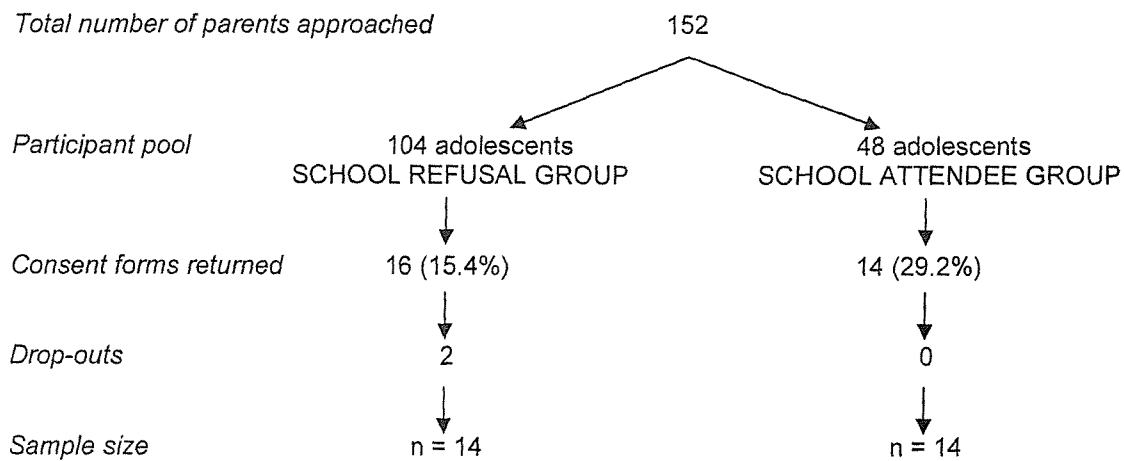 Total number of parents approached 152
Participant pool 104 adolescents 48 adolescents
SCHOOL REFUSAL GROUP SCHOOL ATTENDEE GROUP
Consent forms returned 16 (15.4%) 14 (29.2%)
Drop-outs 2 0
Sample size n = 14 n = 14